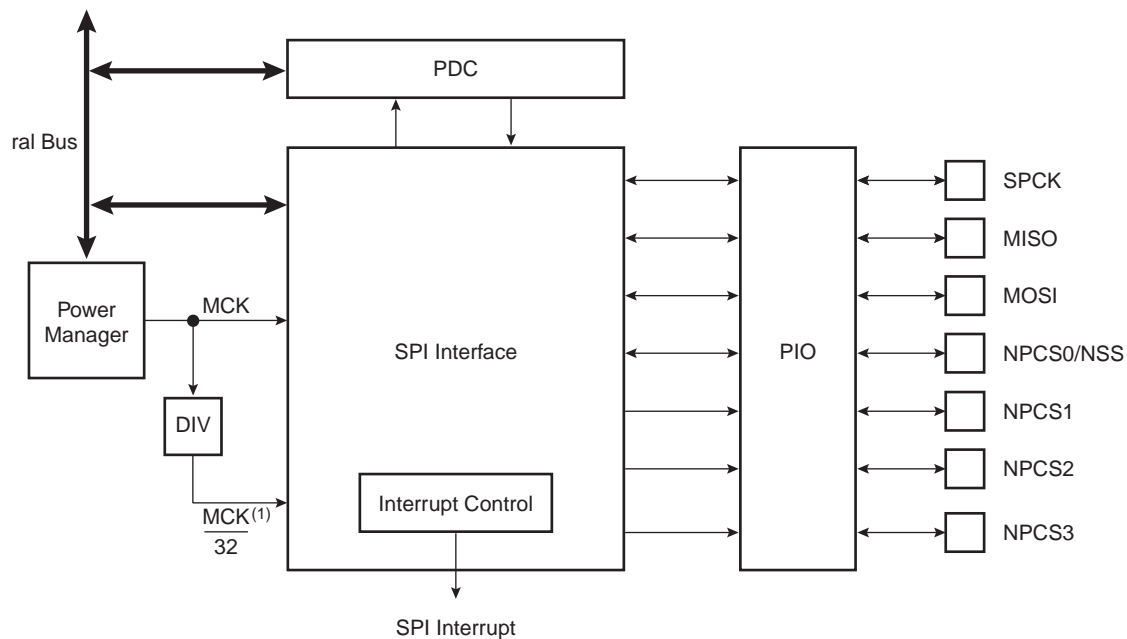 PDC
ral Bus
SPCK
MISO
Power
Manager
MCK
MOSI
SPI Interface
PIO
NPCS0/NSS
DIV
NPCS1
NPCS2
Interrupt Control
MCK(1)
32
NPCS3
SPI Interrupt